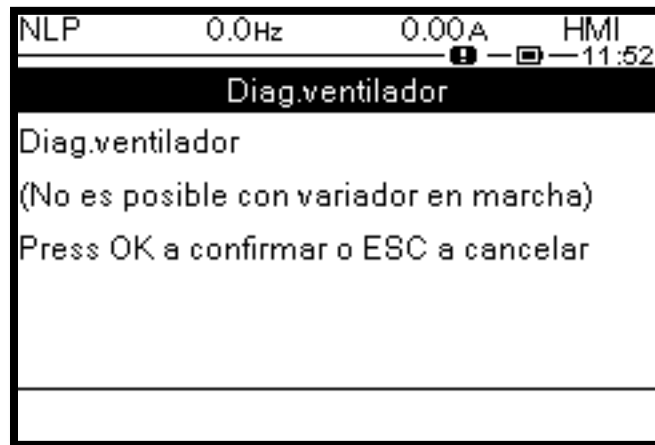 NLP 0.0Hz 0.00A HMI
11:52
Diag.ventilador
Diag.ventilador
(No es posible con variador en marcha)
Press OK a confirmar o ESC a cancelar